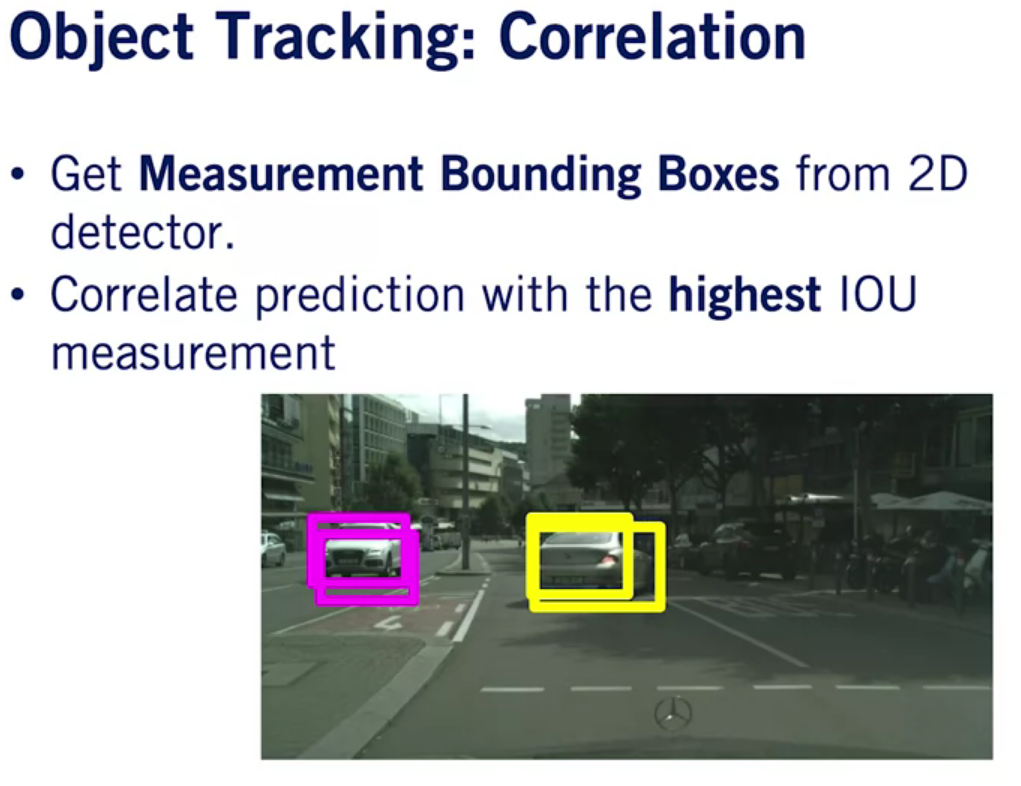 Object Tracking: Correlation
• Get Measurement Bounding Boxes from 2D
detector.
• Correlate prediction with the highest IOU
measurement